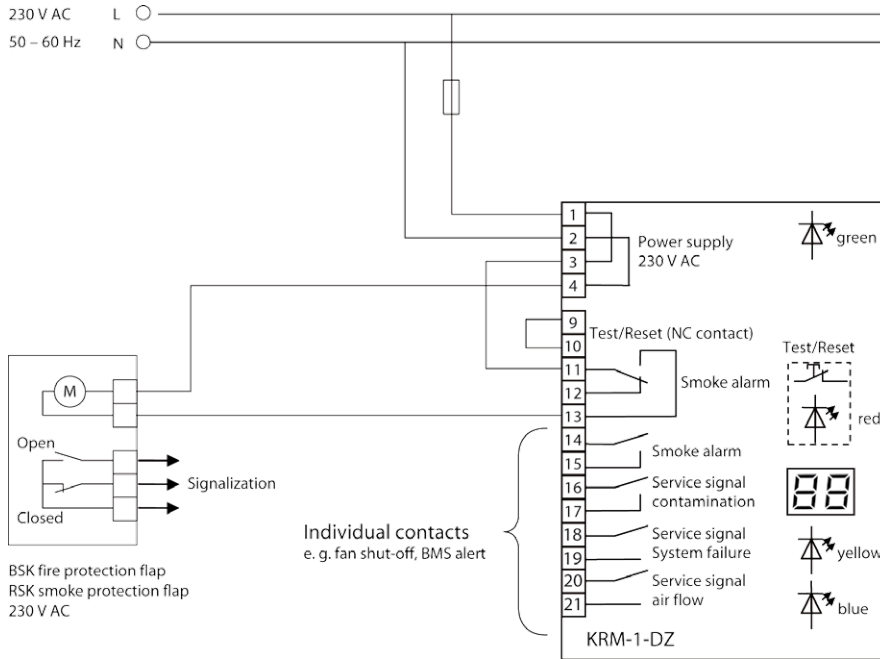 230 V AC L
50 – 60 Hz N
1
2
3
4
Power supply
230 V AC
green
9
10
11
12
13
Test/Reset (NC contact)
Smoke alarm
Test/Reset
red
M
Open
Closed
Signalization
BSK fire protection flap
RSK smoke protection flap
230 V AC
Individual contacts
e. g. fan shut-off, BMS alert
14
15
16
17
18
19
20
21
Smoke alarm
Service signal
contamination
Service signal
System failure
Service signal
air flow
88
yellow
blue
KRM-1-DZ